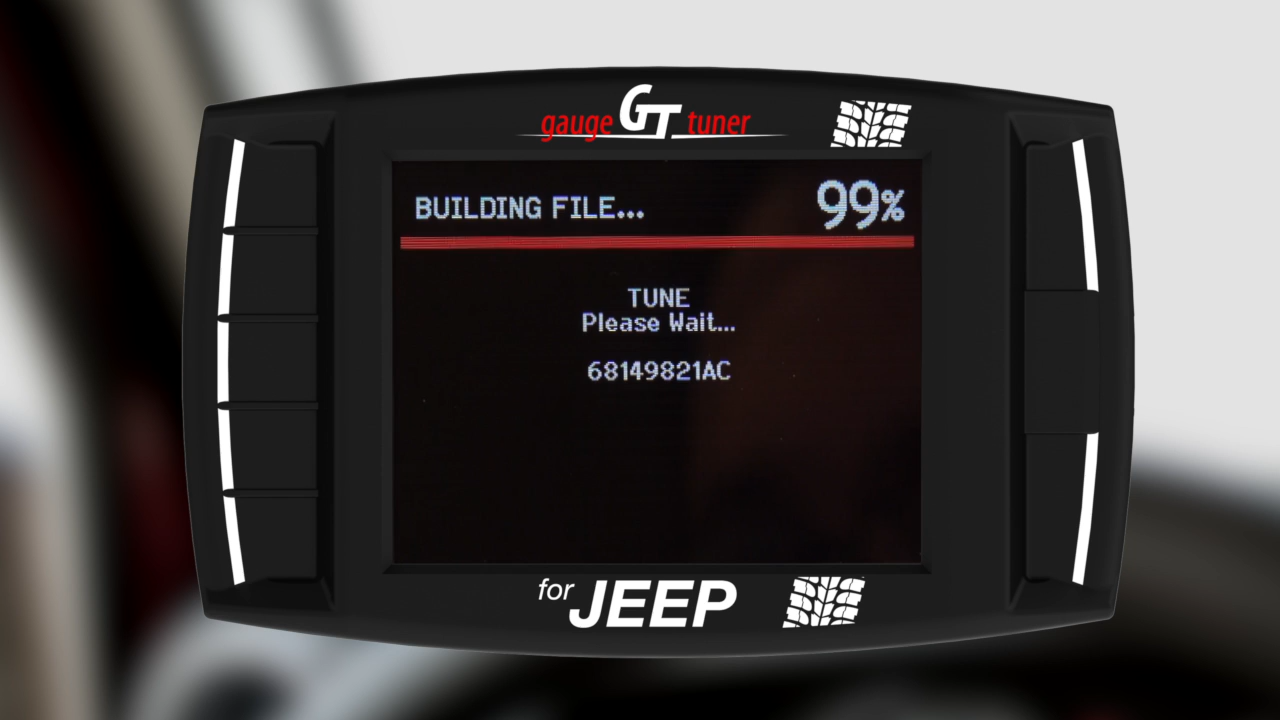 gauge GT tuner
BUILDING FILE... 99%
TUNE
Please Wait...
68149821AC
for JEEP